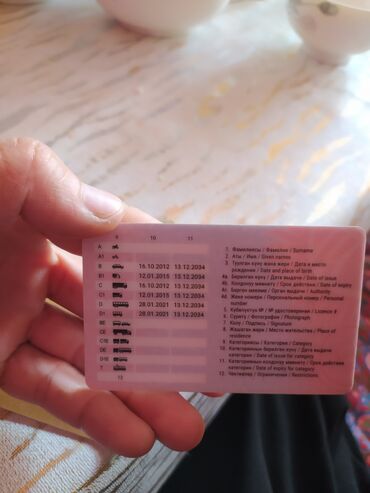 9 10 11
A
A1
B 16.10.2012 13.12.2034
B1 12.01.2015 13.12.2034
C 16.10.2012 13.12.2034
C1 12.01.2015 13.12.2034
D 28.01.2021 13.12.2034
D1 28.01.2021 13.12.2034
BE
CE
C1E
DE
D1E
T
12
1. Фамилиясы / Фамилия / Surname
2. Аты / Имя / Given names
3. Туулган күнү жана жери / Дата и место
рождения / Date and place of birth
4a. Берилген күнү / Дата выдачи / Date of issue
4b. Колдонуу мөөнөтү / Срок действия / Date of expiry
4c. Берген мекеме / Орган выдачи / Authority
4d. Жеке номери / Персональный номер / Personal
number
5. Күбөлүктүн № / № удостоверения / Licence #
6. Сүрөтү / Фотография / Photograph
7. Колу / Подпись / Signature
8. Жашаган жери / Место жительства / Place of
residence
9. Категориясы / Категория / Category
10. Категориянын берилген күнү / Дата выдачи
категории / Date of issue for category
11. Категориянын колдонуу мөөнөтү / Срок действия
категории / Date of expiry for category
12. Чектөөлөр / Ограничения / Restrictions